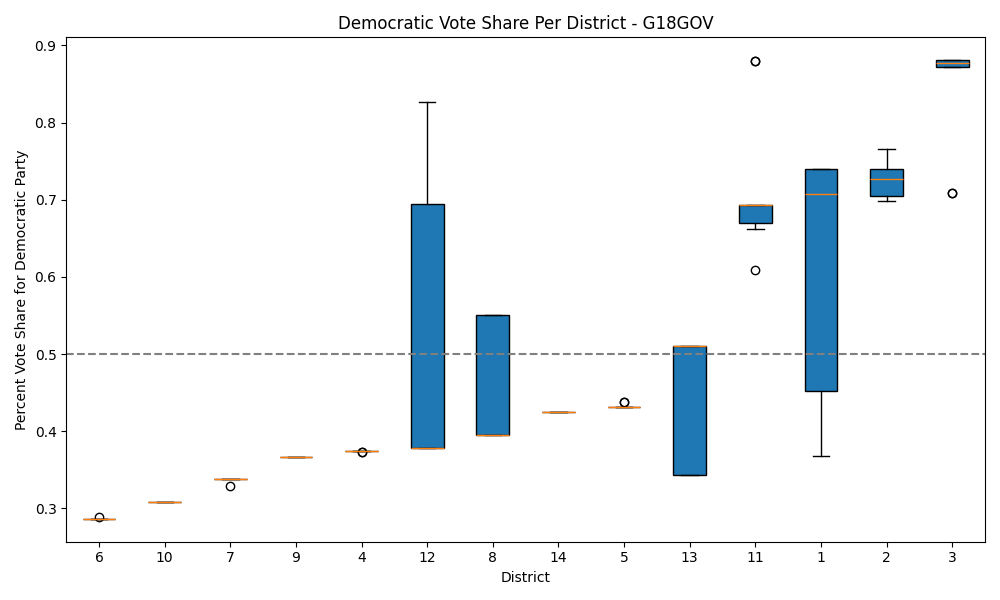 Democratic Vote Share Per District - G18GOV
Percent Vote Share for Democratic Party
0.9
0.8
0.7
0.6
0.5
0.4
0.3
6 10 7 9 4 12 8 14 5 13 11 1 2 3
District